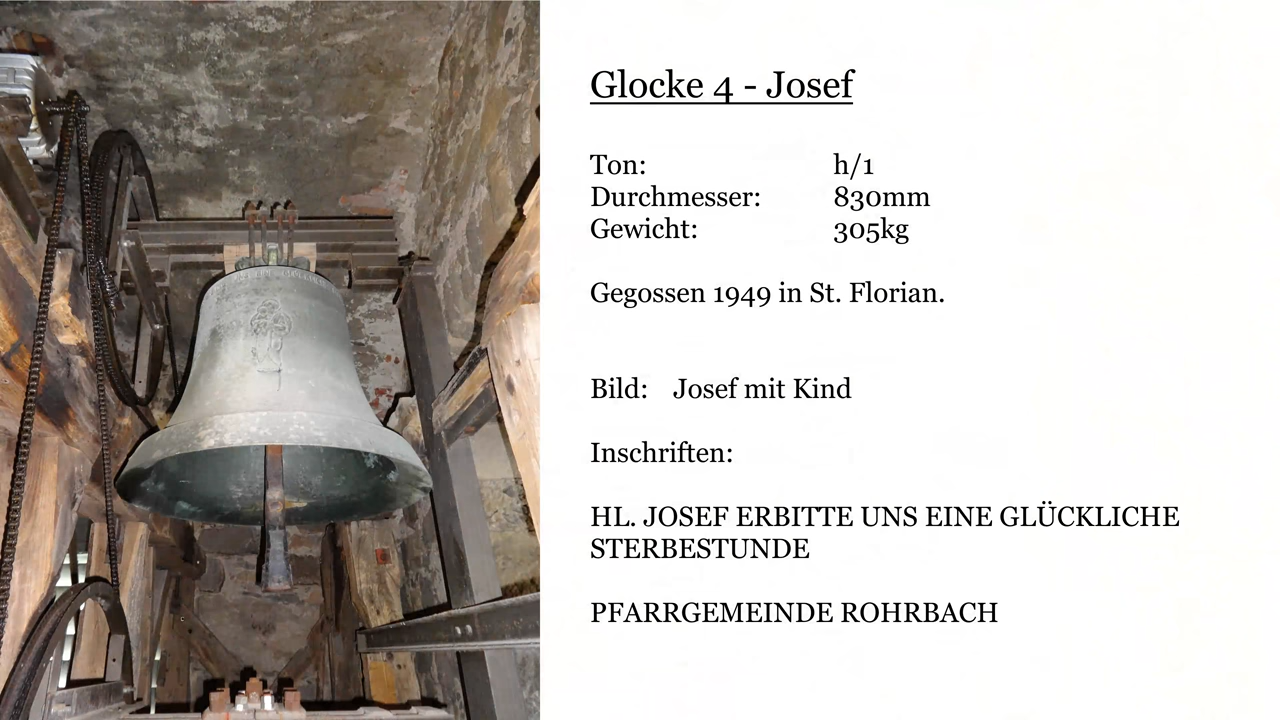 Glocke 4 - Josef
Ton: h/1
Durchmesser: 830mm
Gewicht: 305kg
Gegossen 1949 in St. Florian.
Bild: Josef mit Kind
Inschriften:
HL. JOSEF ERBITTE UNS EINE GLÜCKLICHE
STERBESTUNDE
PFARRGEMEINDE ROHRBACH